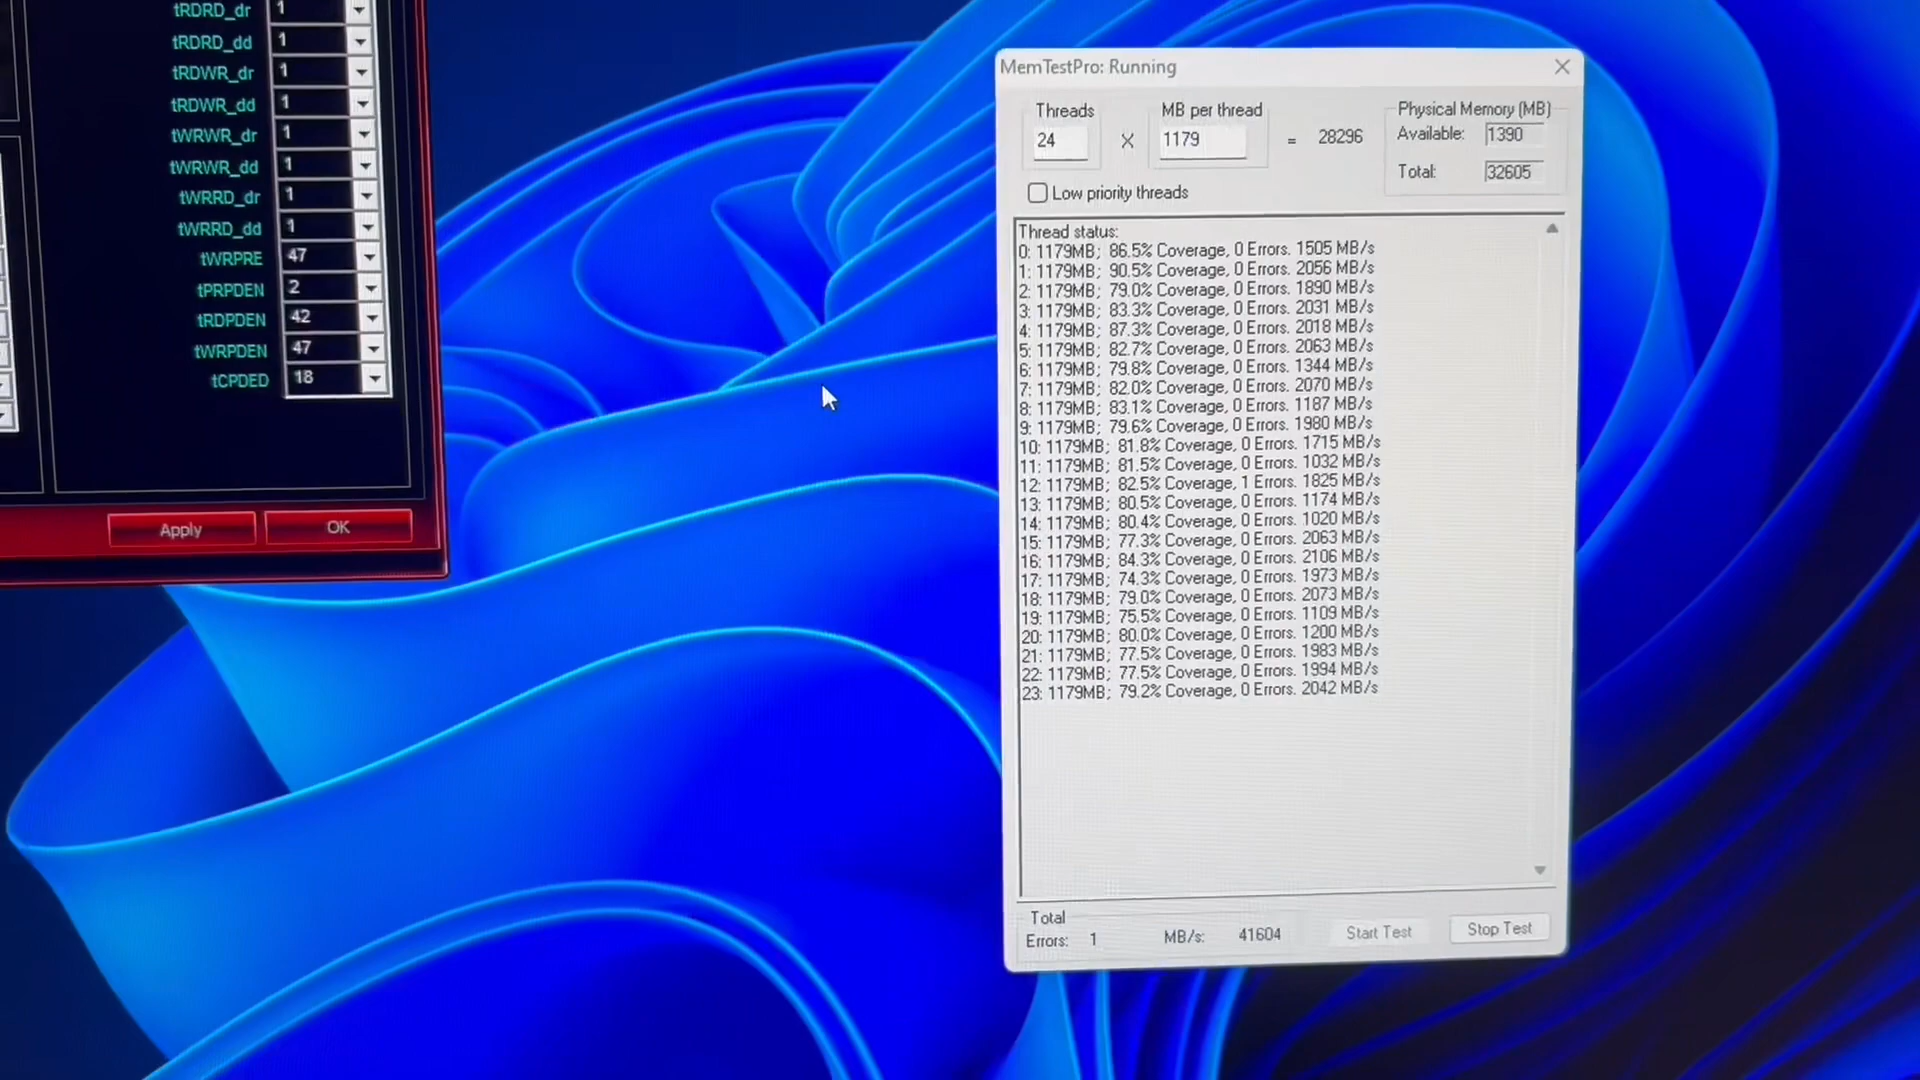 tRDRD_dr 1
tRDRD_dd 1
tRDWR_dr 1
tRDWR_dd 1
tWRWR_dr 1
tWRWR_dd 1
tWRRD_dr 1
tWRRD_dd 1
tWRPRE 47
tPRPDEN 2
tRDPDEN 42
tWRPDEN 47
tCPDED 18
Apply OK
MemTestPro: Running
Threads MB per thread Physical Memory (MB)
24 X 1179 = 28296 Available: 1390
Total: 32605
Low priority threads
Thread status:
0: 1179MB; 86.5% Coverage, 0 Errors. 1505 MB/s
1: 1179MB; 90.5% Coverage, 0 Errors. 2056 MB/s
2: 1179MB; 79.0% Coverage, 0 Errors. 1890 MB/s
3: 1179MB; 83.3% Coverage, 0 Errors. 2031 MB/s
4: 1179MB; 87.3% Coverage, 0 Errors. 2018 MB/s
5: 1179MB; 82.7% Coverage, 0 Errors. 2063 MB/s
6: 1179MB; 79.8% Coverage, 0 Errors. 1344 MB/s
7: 1179MB; 82.0% Coverage, 0 Errors. 2070 MB/s
8: 1179MB; 83.1% Coverage, 0 Errors. 1187 MB/s
9: 1179MB; 79.6% Coverage, 0 Errors. 1980 MB/s
10: 1179MB; 81.8% Coverage, 0 Errors. 1715 MB/s
11: 1179MB; 81.5% Coverage, 0 Errors. 1032 MB/s
12: 1179MB; 82.5% Coverage, 1 Errors. 1825 MB/s
13: 1179MB; 80.5% Coverage, 0 Errors. 1174 MB/s
14: 1179MB; 80.4% Coverage, 0 Errors. 1020 MB/s
15: 1179MB; 77.3% Coverage, 0 Errors. 2063 MB/s
16: 1179MB; 84.3% Coverage, 0 Errors. 2106 MB/s
17: 1179MB; 74.3% Coverage, 0 Errors. 1973 MB/s
18: 1179MB; 79.0% Coverage, 0 Errors. 2073 MB/s
19: 1179MB; 75.5% Coverage, 0 Errors. 1109 MB/s
20: 1179MB; 80.0% Coverage, 0 Errors. 1200 MB/s
21: 1179MB; 77.5% Coverage, 0 Errors. 1983 MB/s
22: 1179MB; 77.5% Coverage, 0 Errors. 1994 MB/s
23: 1179MB; 79.2% Coverage, 0 Errors. 2042 MB/s
Total
Errors: 1 MB/s: 41604 Start Test Stop Test